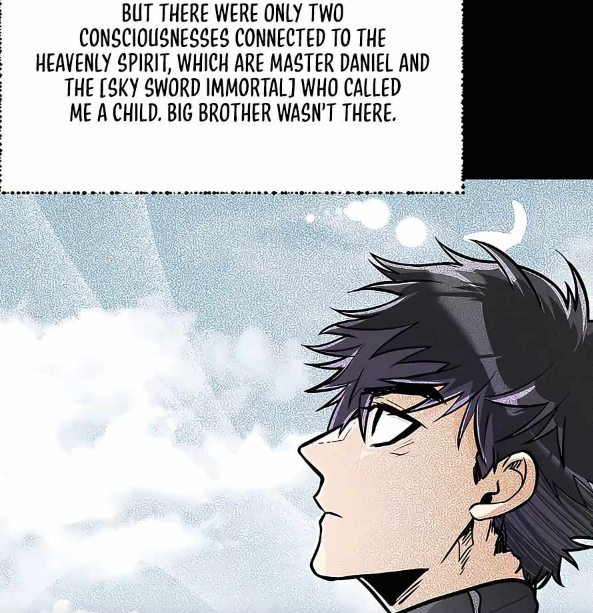 BUT THERE WERE ONLY TWO
CONSCIOUSNESSES CONNECTED TO THE
HEAVENLY SPIRIT, WHICH ARE MASTER DANIEL AND
THE [SKY SWORD IMMORTAL] WHO CALLED
ME A CHILD. BIG BROTHER WASN'T THERE.